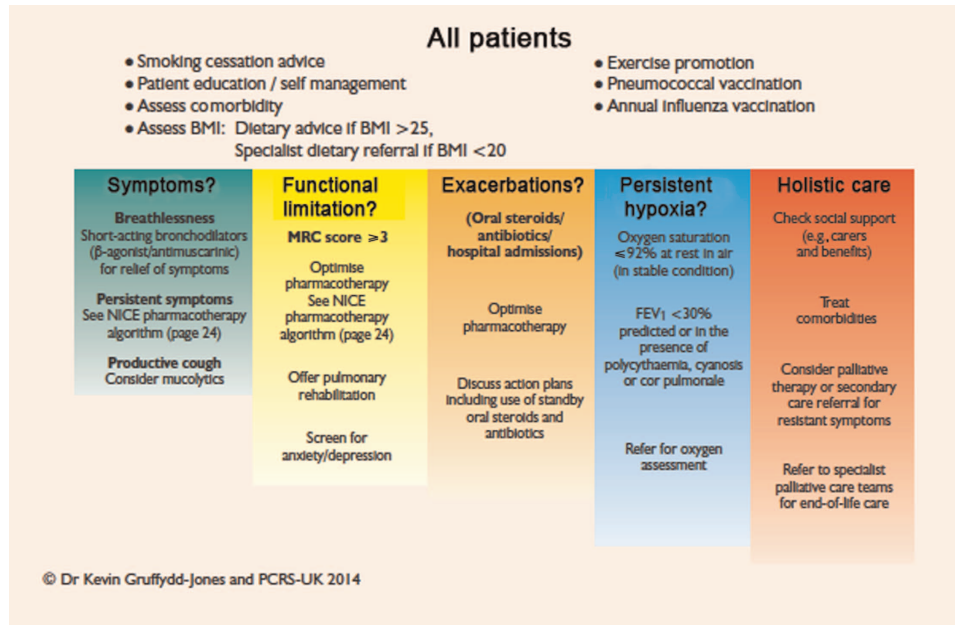 All patients
• Smoking cessation advice
• Patient education / self management
• Assess comorbidity
• Assess BMI: Dietary advice if BMI >25,
Specialist dietary referral if BMI <20
• Exercise promotion
• Pneumococcal vaccination
• Annual influenza vaccination
Symptoms?
Breathlessness
Short-acting bronchodilators
(β-agonist/antimuscarinic)
for relief of symptoms
Persistent symptoms
See NICE pharmacotherapy
algorithm (page 24)
Productive cough
Consider mucolytics
Functional
limitation?
MRC score ≥3
Optimise
pharmacotherapy
See NICE
pharmacotherapy
algorithm (page 24)
Offer pulmonary
rehabilitation
Screen for
anxiety/depression
Exacerbations?
(Oral steroids/
antibiotics/
hospital admissions)
Optimise
pharmacotherapy
Discuss action plans
including use of standby
oral steroids and
antibiotics
Persistent
hypoxia?
Oxygen saturation
≤92% at rest in air
(in stable condition)
FEV1 <30%
predicted or in the
presence of
polycythaemia, cyanosis
or cor pulmonale
Refer for oxygen
assessment
Holistic care
Check social support
(e.g, carers
and benefits)
Treat
comorbidities
Consider palliative
therapy or secondary
care referral for
resistant symptoms
Refer to specialist
palliative care teams
for end-of-life care
© Dr Kevin Gruffydd-Jones and PCRS-UK 2014